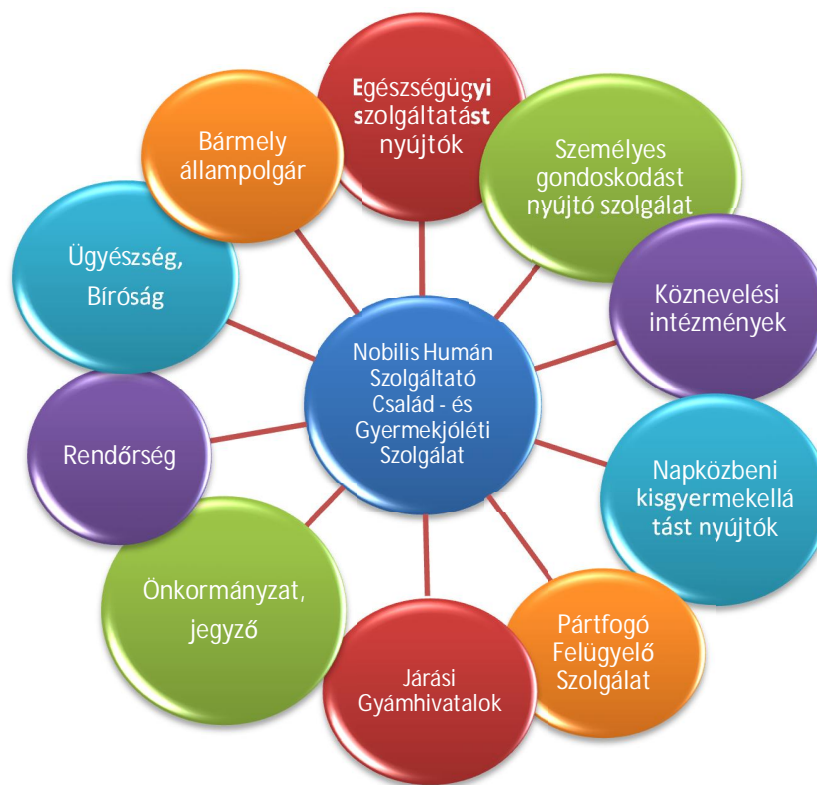 Egészségügyi
szolgáltatást
nyújtók
Személyes
gondoskodást
nyújtó szolgálat
Köznevelési
intézmények
Napközbeni
kisgyermekellá
tást nyújtók
Pártfogó
Felügyelő
Szolgálat
Járási
Gyámhivatalok
Önkormányzat,
jegyző
Rendőrség
Ügyészség,
Bíróság
Bármely
állampolgár
Nobilis Humán
Szolgáltató
Család - és
Gyermekjóléti
Szolgálat